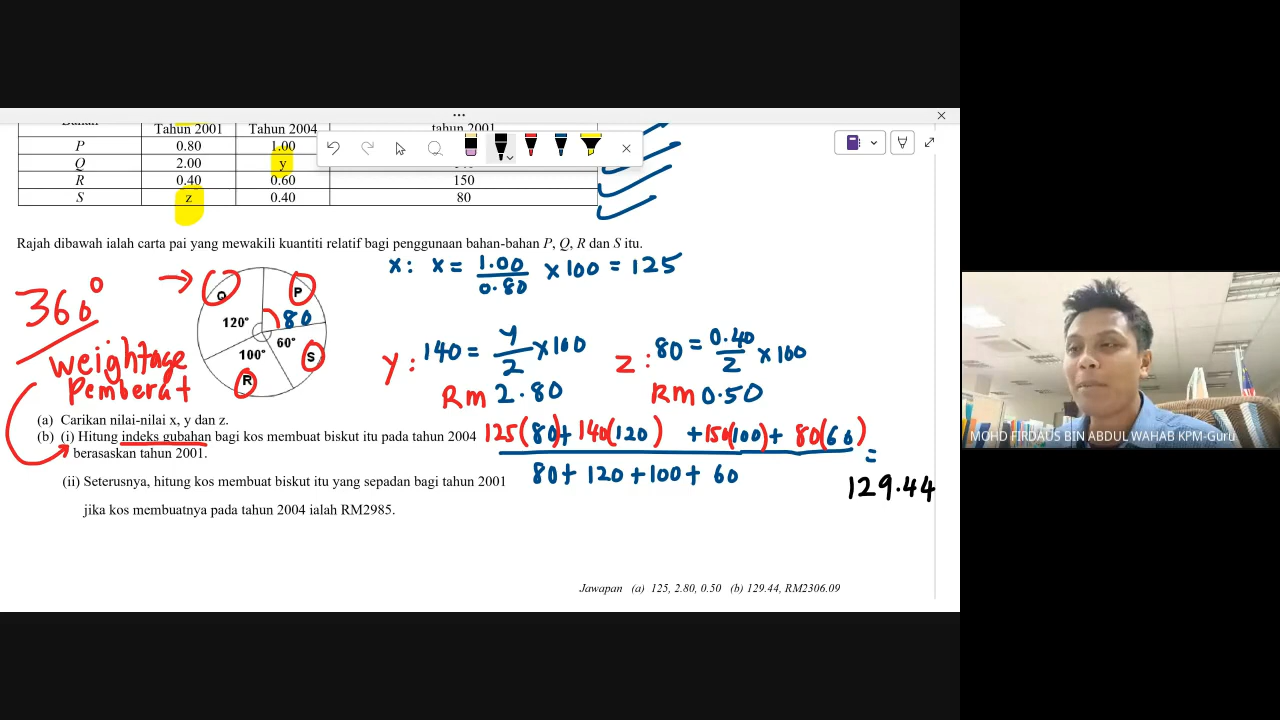 Tahun 2001 Tahun 2004 tahun 2001
P 0.80 1.00
Q 2.00 y
R 0.40 0.60 150
S z 0.40 80
Rajah dibawah ialah carta pai yang mewakili kuantiti relatif bagi penggunaan bahan-bahan P, Q, R dan S itu.
x: x = 1.00 / 0.80 x 100 = 125
360°
Q P
120° 80
60°
100° S
R
weightage
Pemberat
y: 140 = y / 2 x 100
Rm 2.80
z: 80 = 0.40 / z x 100
Rm 0.50
(a) Carikan nilai-nilai x, y dan z.
(b) (i) Hitung indeks gubahan bagi kos membuat biskut itu pada tahun 2004
berasaskan tahun 2001.
125(80) + 140(120) + 150(100) + 80(60)
80 + 120 + 100 + 60
=
129.44
(ii) Seterusnya, hitung kos membuat biskut itu yang sepadan bagi tahun 2001
jika kos membuatnya pada tahun 2004 ialah RM2985.
Jawapan (a) 125, 2.80, 0.50 (b) 129.44, RM2306.09
MOHD FIRDAUS BIN ABDUL WAHAB KPM-Guru